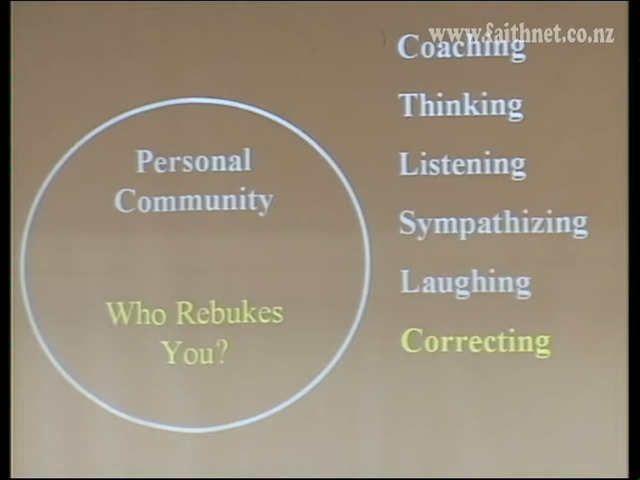 www.faithnet.co.nz
Coaching
Thinking
Listening
Sympathizing
Laughing
Correcting
Personal
Community
Who Rebukes
You?